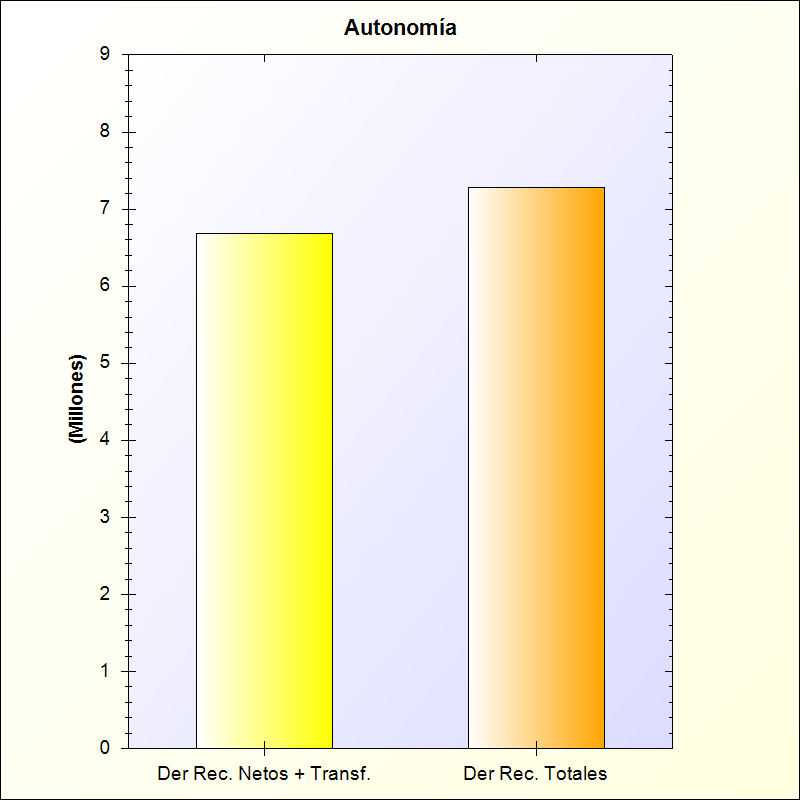 Autonomía
(Millones)
9
8
7
6
5
4
3
2
1
0
Der Rec. Netos + Transf.
Der Rec. Totales